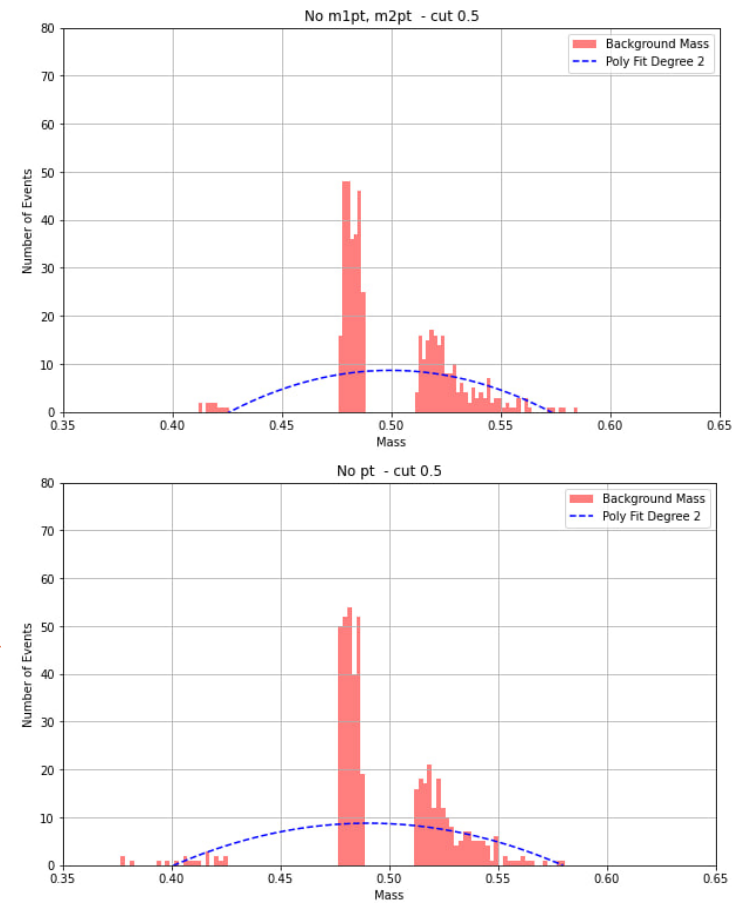 No m1pt, m2pt - cut 0.5
80
70
60
50
40
30
20
10
0
Number of Events
Background Mass
Poly Fit Degree 2
0.35 0.40 0.45 0.50 0.55 0.60 0.65
Mass
No pt - cut 0.5
80
70
60
50
40
30
20
10
0
Number of Events
Background Mass
Poly Fit Degree 2
0.35 0.40 0.45 0.50 0.55 0.60 0.65
Mass